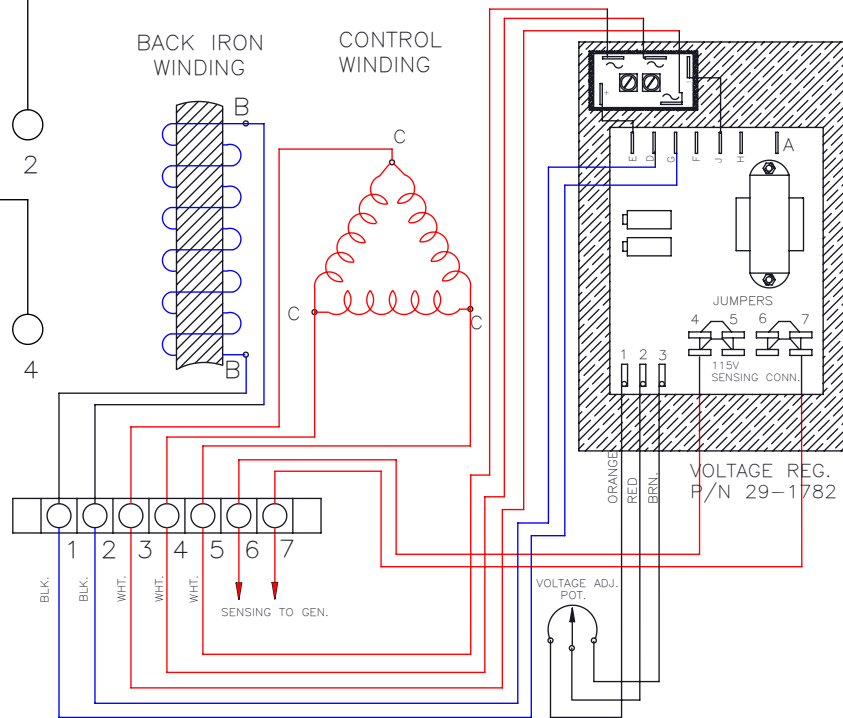 BACK IRON
WINDING
CONTROL
WINDING
B
B
C
C
C
2
4
+
-
E
D
G
F
J
H
A
JUMPERS
4 5 6 7
115V
SENSING CONN.
1 2 3
ORANGE
RED
BRN.
VOLTAGE REG.
P/N 29-1782
1 2 3 4 5 6 7
BLK.
BLK.
WHT.
WHT.
WHT.
SENSING TO GEN.
VOLTAGE ADJ.
POT.